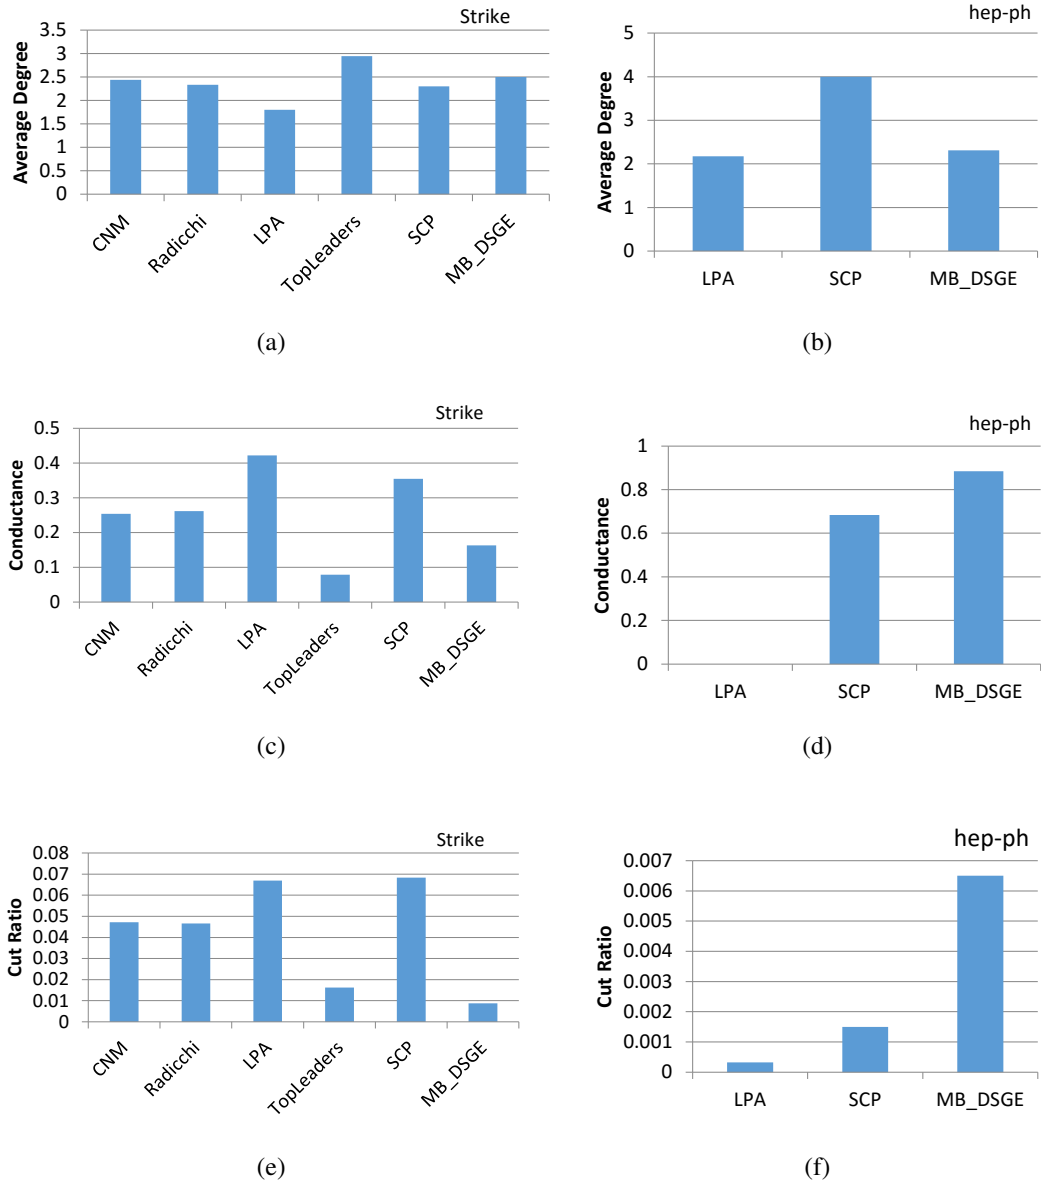 Strike
Average Degree
3.5
3
2.5
2
1.5
1
0.5
0
CNM
Radicchi
LPA
TopLeaders
SCP
MB_DSGE
(a)
hep-ph
Average Degree
5
4
3
2
1
0
LPA
SCP
MB_DSGE
(b)
Strike
Conductance
0.5
0.4
0.3
0.2
0.1
0
CNM
Radicchi
LPA
TopLeaders
SCP
MB_DSGE
(c)
hep-ph
Conductance
1
0.8
0.6
0.4
0.2
0
LPA
SCP
MB_DSGE
(d)
Strike
Cut Ratio
0.08
0.07
0.06
0.05
0.04
0.03
0.02
0.01
0
CNM
Radicchi
LPA
TopLeaders
SCP
MB_DSGE
(e)
hep-ph
Cut Ratio
0.007
0.006
0.005
0.004
0.003
0.002
0.001
0
LPA
SCP
MB_DSGE
(f)